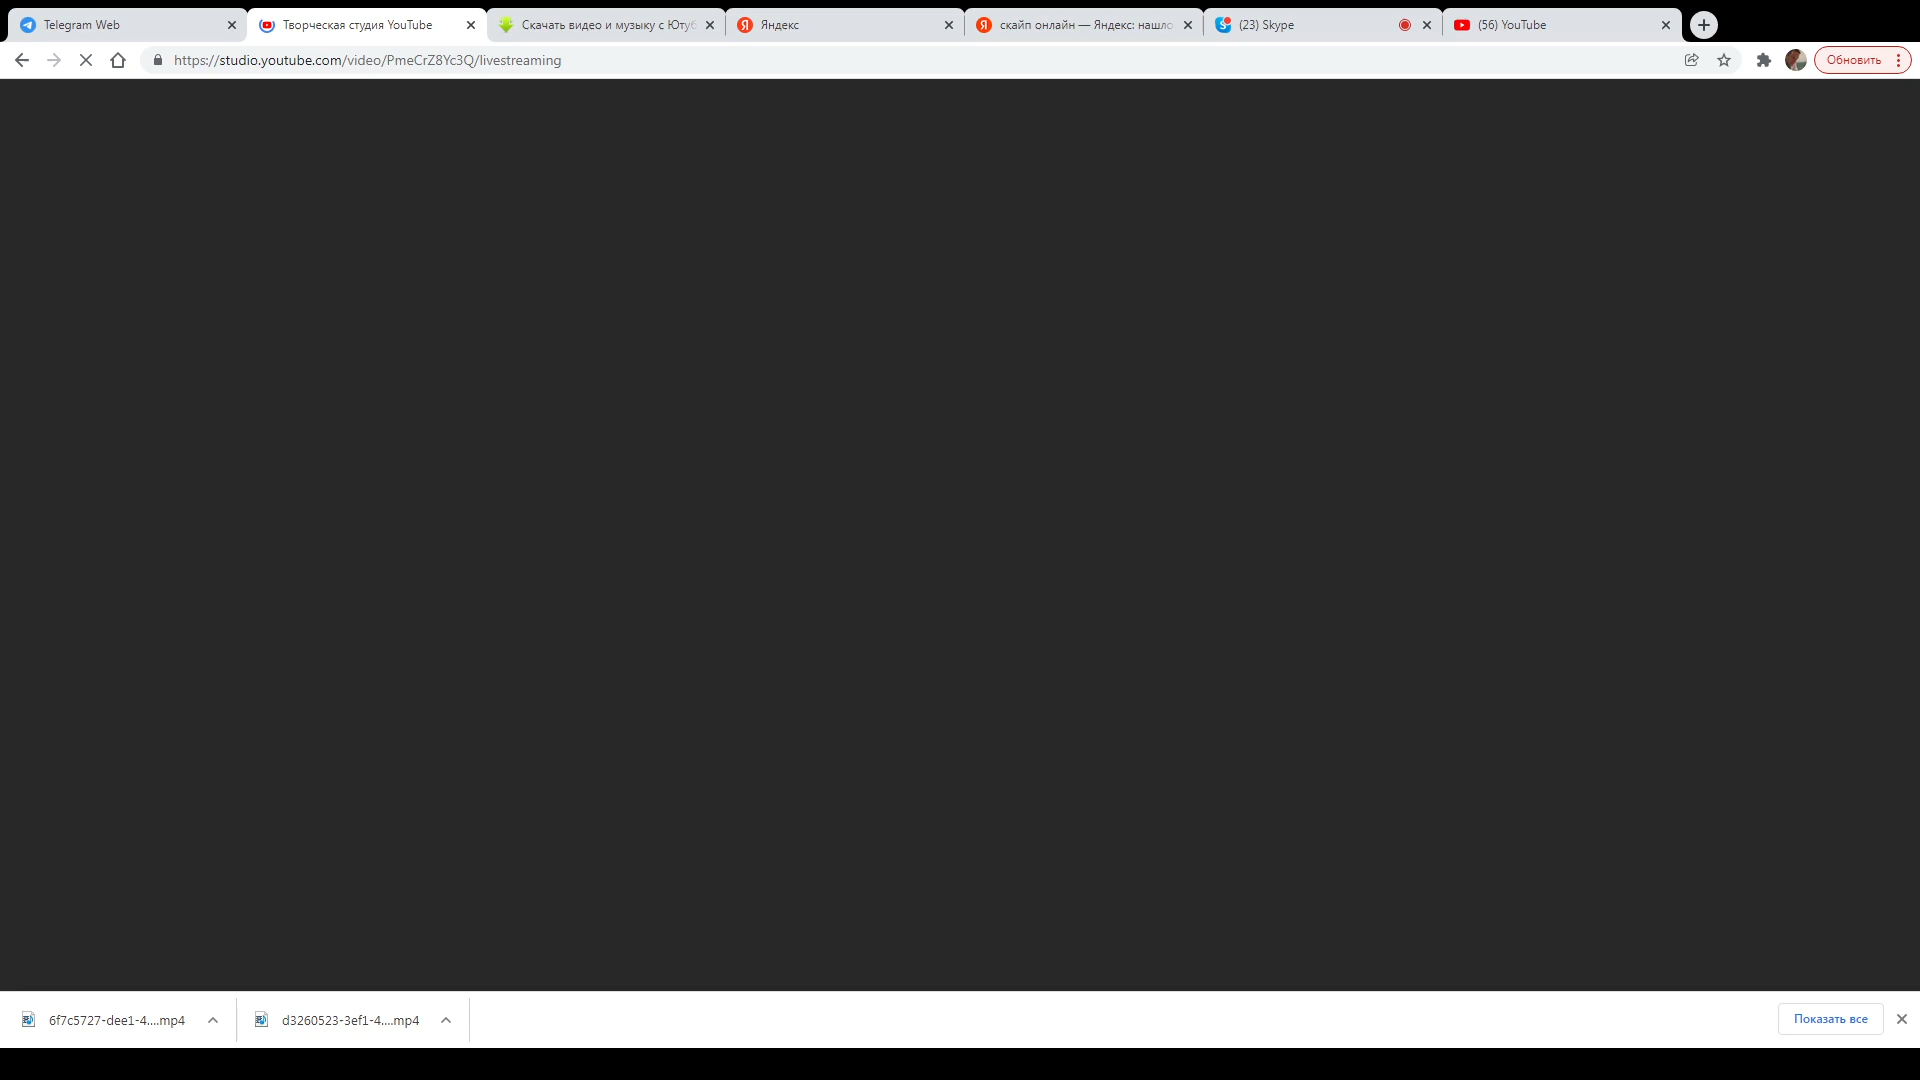 Telegram Web
Творческая студия YouTube
Скачать видео и музыку с Ютуб
Яндекс
скайп онлайн — Яндекс: нашло
(23) Skype
(56) YouTube
https://studio.youtube.com/video/PmeCrZ8Yc3Q/livestreaming
Обновить
6f7c5727-dee1-4....mp4
d3260523-3ef1-4....mp4
Показать все